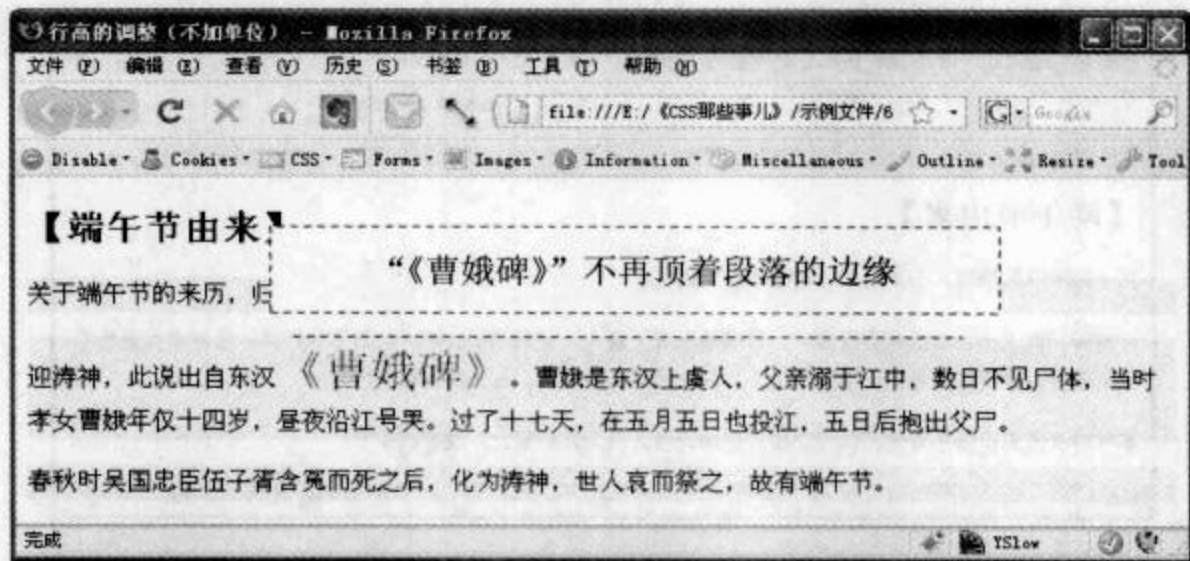 行高的调整（不加单位） - Mozilla Firefox
文件 (F) 编辑 (E) 查看 (V) 历史 (S) 书签 (B) 工具 (T) 帮助 (H)
file:///E:/《CSS那些事儿》/示例文件/6 Google
Disable Cookies CSS Forms Images Information Miscellaneous Outline Resize Tool
【端午节由来】
“《曹娥碑》”不再顶着段落的边缘
关于端午节的来历，归
迎涛神，此说出自东汉 《曹娥碑》 。曹娥是东汉上虞人，父亲溺于江中，数日不见尸体，当时
孝女曹娥年仅十四岁，昼夜沿江号哭。过了十七天，在五月五日也投江，五日后抱出父尸。
春秋时吴国忠臣伍子胥含冤而死之后，化为涛神，世人哀而祭之，故有端午节。
完成 YSlow